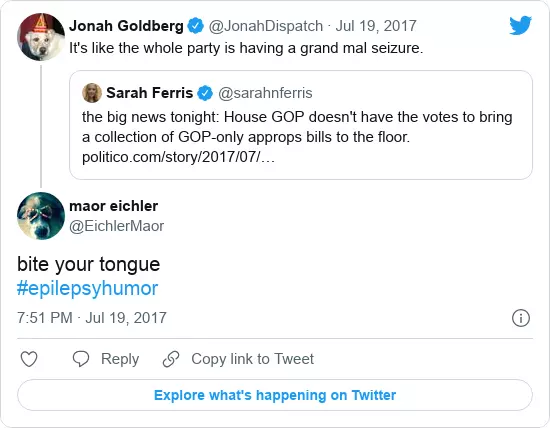 Jonah Goldberg @JonahDispatch · Jul 19, 2017
It's like the whole party is having a grand mal seizure.
Sarah Ferris @sarahnferris
the big news tonight: House GOP doesn't have the votes to bring
a collection of GOP-only approps bills to the floor.
politico.com/story/2017/07/…
maor eichler
@EichlerMaor
bite your tongue
#epilepsyhumor
7:51 PM · Jul 19, 2017
Reply
Copy link to Tweet
Explore what's happening on Twitter